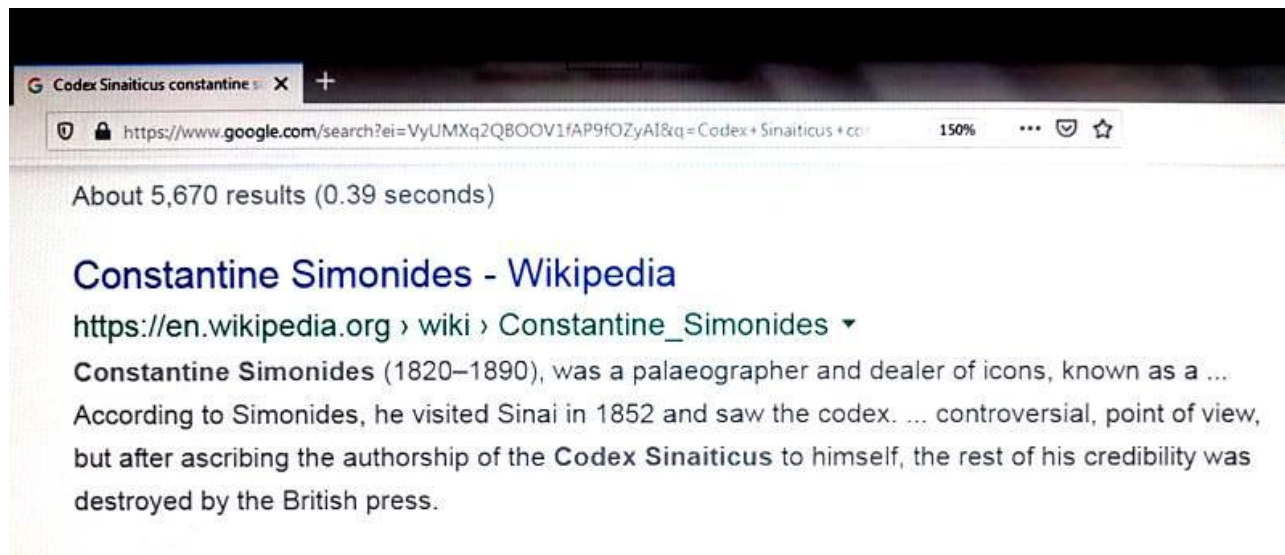 G Codex Sinaiticus constantine s × +
https://www.google.com/search?ei=VyUMXq2QBOOV1fAP9fOZyAI&q=Codex+Sinaiticus+co 150% •••
About 5,670 results (0.39 seconds)
Constantine Simonides - Wikipedia
https://en.wikipedia.org › wiki › Constantine_Simonides ▾
Constantine Simonides (1820–1890), was a palaeographer and dealer of icons, known as a ...
According to Simonides, he visited Sinai in 1852 and saw the codex. ... controversial, point of view,
but after ascribing the authorship of the Codex Sinaiticus to himself, the rest of his credibility was
destroyed by the British press.